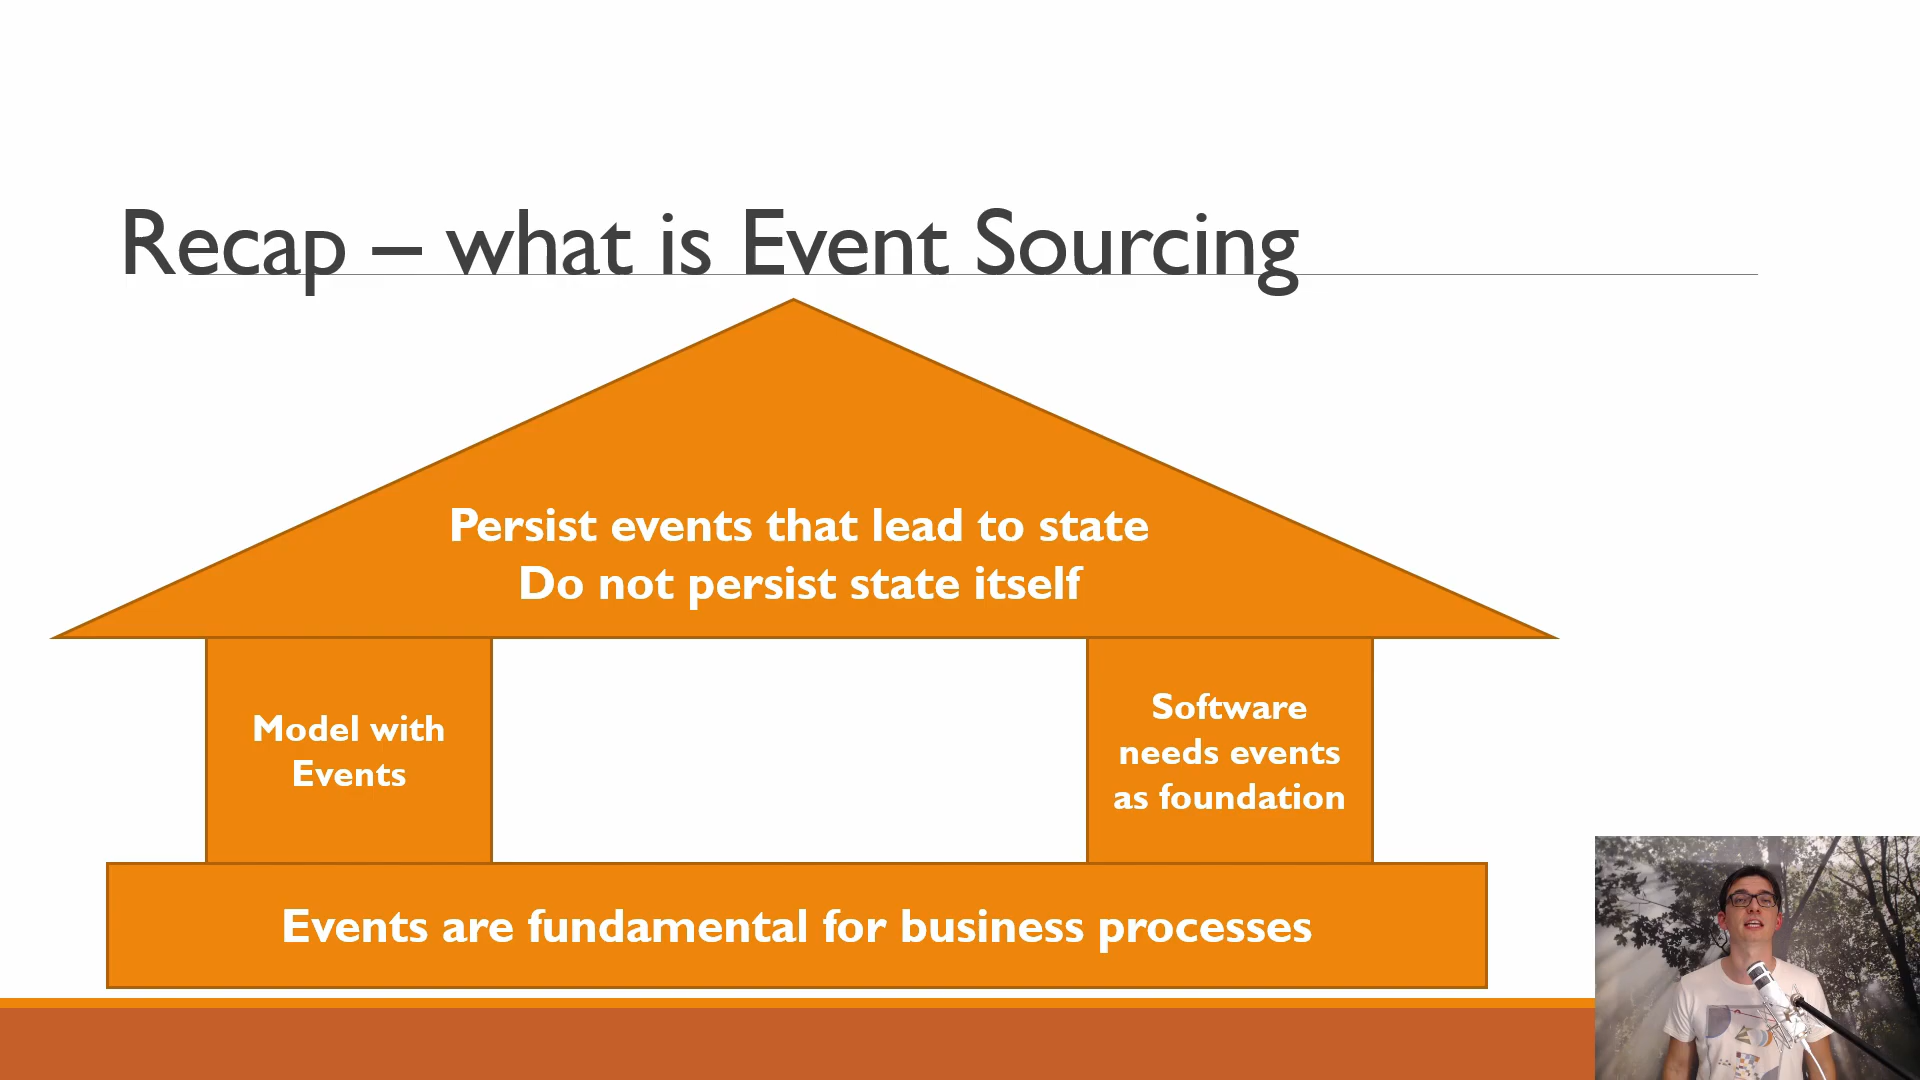 Recap – what is Event Sourcing
Persist events that lead to state
Do not persist state itself
Model with
Events
Software
needs events
as foundation
Events are fundamental for business processes